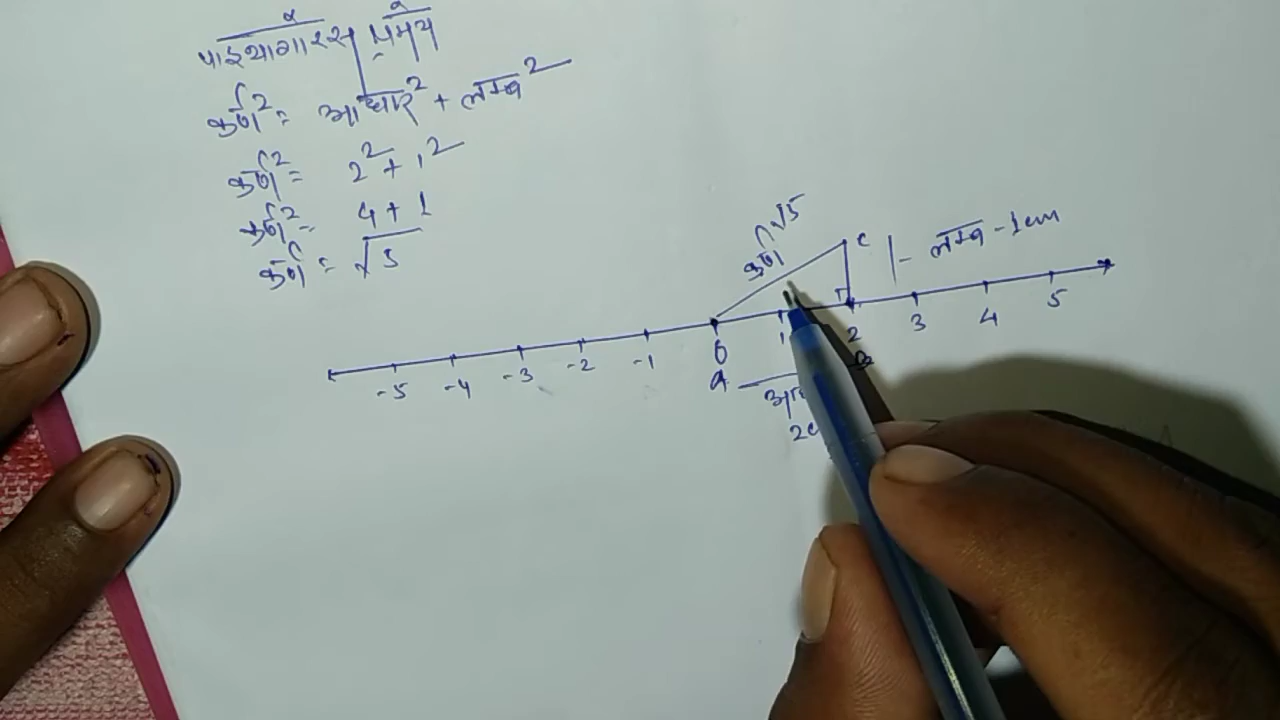 पाइथागोरस प्रमेय
कर्ण² = आधार² + लम्ब²
कर्ण² = 2² + 1²
कर्ण² = 4 + 1
कर्ण = √5
कर्ण √5
C
लम्ब - 1cm
-5 -4 -3 -2 -1 0 1 2 3 4 5
A B